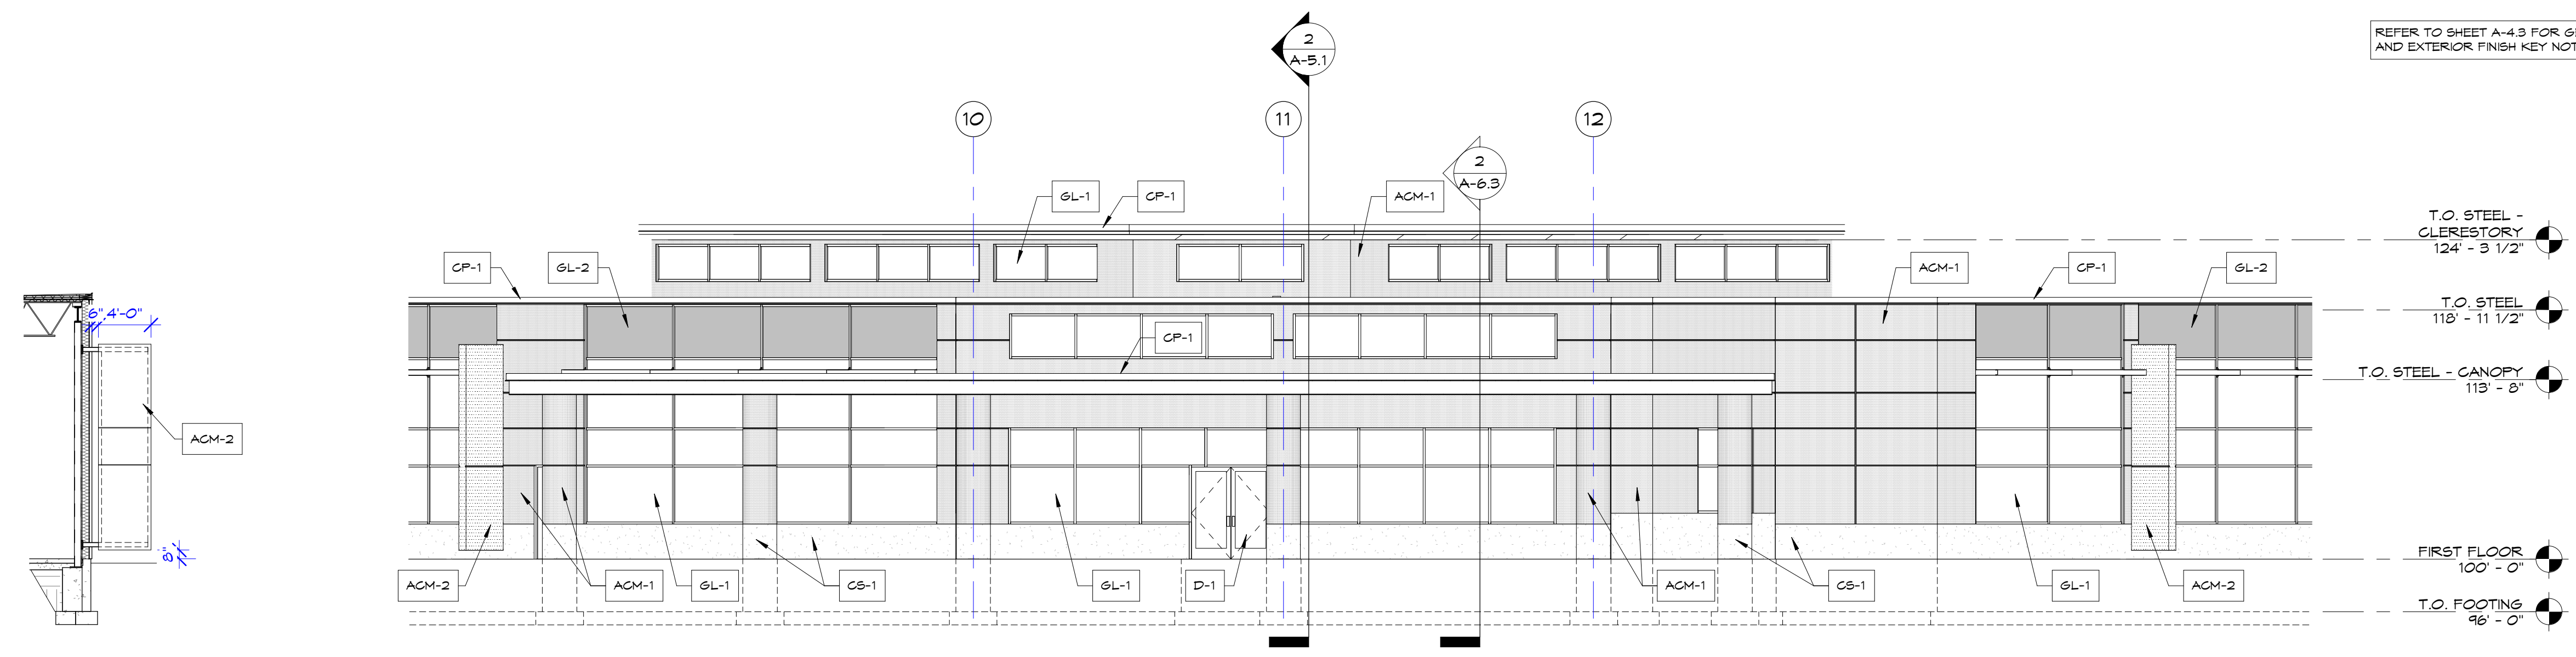 2
A-5.1
REFER TO SHEET A-4.3 FOR
AND EXTERIOR FINISH KEY
10
11
12
2
A-6.3
GL-1
CP-1
ACM-1
T.O. STEEL -
CLERESTORY
124' - 3 1/2"
CP-1
GL-2
ACM-1
CP-1
GL-2
6"
4'-0"
T.O. STEEL
118' - 11 1/2"
CP-1
T.O. STEEL - CANOPY
113' - 8"
ACM-2
8"
FIRST FLOOR
100' - 0"
ACM-2
ACM-1
GL-1
CS-1
GL-1
D-1
ACM-1
CS-1
GL-1
ACM-2
T.O. FOOTING
96' - 0"